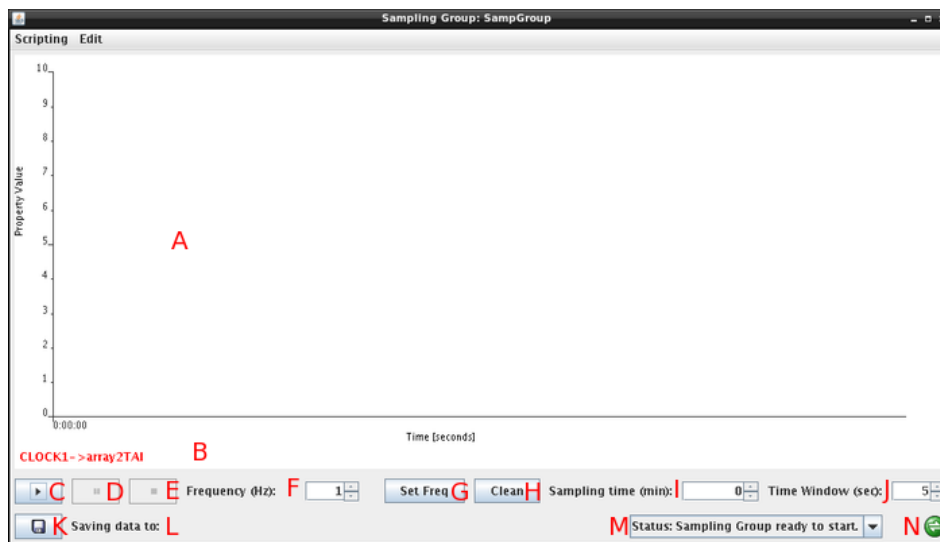 Sampling Group: SampGroup
Scripting Edit
10
9
8
7
6
5
4
3
2
1
0
Property Value
A
0:00:00
Time [seconds]
CLOCK1->array2TAI
B
C D E Frequency (Hz): F 1 Set Freq G Clean H Sampling time (min): I 0 Time Window (sec): J 5
K Saving data to: L M Status: Sampling Group ready to start. N